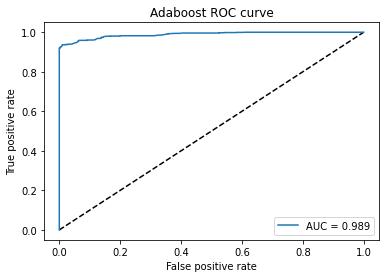 Adaboost ROC curve
True positive rate
1.0
0.8
0.6
0.4
0.2
0.0
AUC = 0.989
0.0 0.2 0.4 0.6 0.8 1.0
False positive rate